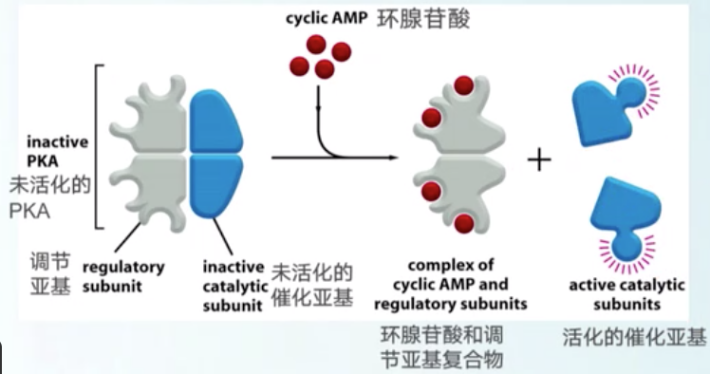 cyclic AMP 环腺苷酸
inactive
PKA
未活化的
PKA
调节
亚基
regulatory
subunit
inactive
catalytic
subunit
未活化的
催化亚基
+
complex of
cyclic AMP and
regulatory subunits
环腺苷酸和调
节亚基复合物
active catalytic
subunits
活化的催化亚基